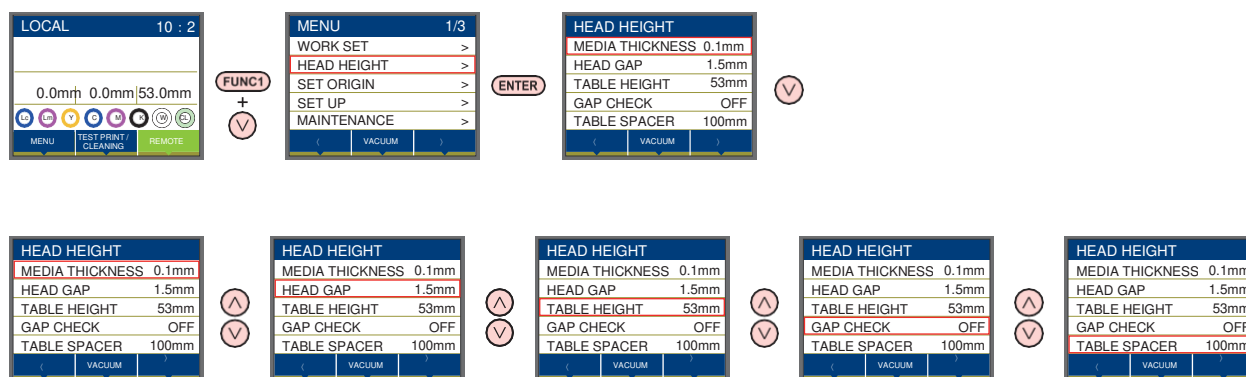 LOCAL 10 : 2
0.0mm 0.0mm 53.0mm
Lc Lm Y C M K W CL
MENU TEST PRINT / CLEANING REMOTE
FUNC1
+
MENU 1/3
WORK SET >
HEAD HEIGHT >
SET ORIGIN >
SET UP >
MAINTENANCE >
VACUUM
ENTER
HEAD HEIGHT
MEDIA THICKNESS 0.1mm
HEAD GAP 1.5mm
TABLE HEIGHT 53mm
GAP CHECK OFF
TABLE SPACER 100mm
VACUUM
HEAD HEIGHT
MEDIA THICKNESS 0.1mm
HEAD GAP 1.5mm
TABLE HEIGHT 53mm
GAP CHECK OFF
TABLE SPACER 100mm
VACUUM
HEAD HEIGHT
MEDIA THICKNESS 0.1mm
HEAD GAP 1.5mm
TABLE HEIGHT 53mm
GAP CHECK OFF
TABLE SPACER 100mm
VACUUM
HEAD HEIGHT
MEDIA THICKNESS 0.1mm
HEAD GAP 1.5mm
TABLE HEIGHT 53mm
GAP CHECK OFF
TABLE SPACER 100mm
VACUUM
HEAD HEIGHT
MEDIA THICKNESS 0.1mm
HEAD GAP 1.5mm
TABLE HEIGHT 53mm
GAP CHECK OFF
TABLE SPACER 100mm
VACUUM
HEAD HEIGHT
MEDIA THICKNESS 0.1mm
HEAD GAP 1.5mm
TABLE HEIGHT 53mm
GAP CHECK OFF
TABLE SPACER 100mm
VACUUM